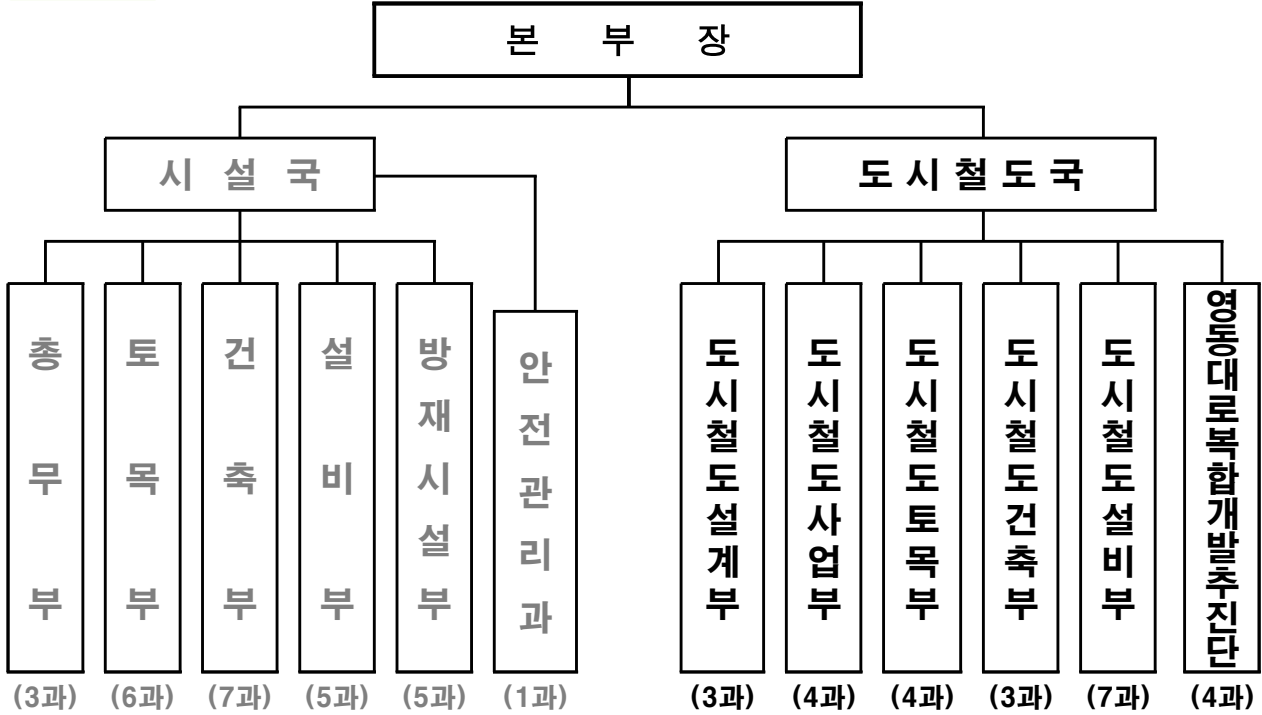 본 부 장
시 설 국
도시철도국
총무부
토목부
건축부
설비부
방재시설부
안전관리과
도시철도설계부
도시철도사업부
도시철도토목부
도시철도건축부
도시철도설비부
영동대로복합개발추진단
(3과) (6과) (7과) (5과) (5과) (1과) (3과) (4과) (4과) (3과) (7과) (4과)